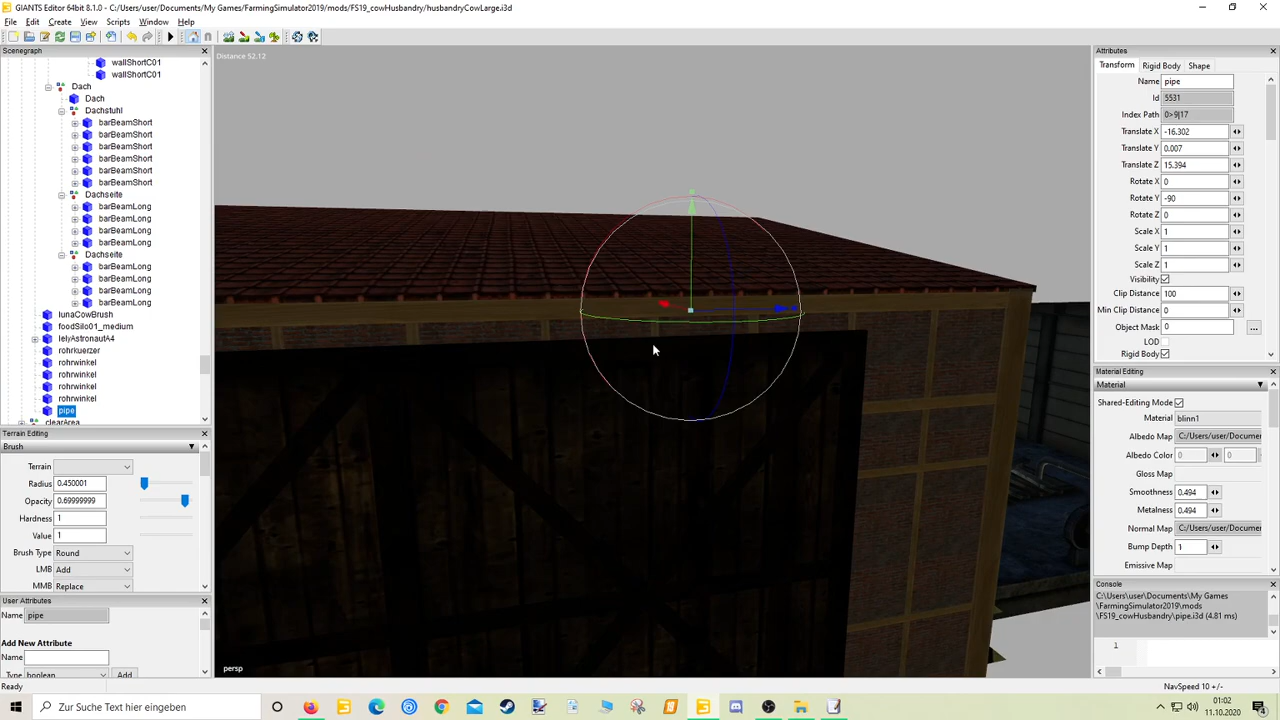 GIANTS Editor 64bit 8.1.0 - C:/Users/user/Documents/My Games/FarmingSimulator2019/mods/FS19_cowHusbandry/husbandryCowLarge.i3d
File Edit Create View Scripts Window Help
Scenegraph
wallShortC01
wallShortC01
Dach
Dach
Dachstuhl
barBeamShort
barBeamShort
barBeamShort
barBeamShort
barBeamShort
barBeamShort
Dachseite
barBeamLong
barBeamLong
barBeamLong
barBeamLong
Dachseite
barBeamLong
barBeamLong
barBeamLong
barBeamLong
lunaCowBrush
foodSilo01_medium
lelyAstronautA4
rohrkuerzer
rohrwinkel
rohrwinkel
rohrwinkel
rohrwinkel
pipe
clearArea
Terrain Editing
Brush
Terrain
Radius 0.450001
Opacity 0.69999999
Hardness 1
Value 1
Brush Type Round
LMB Add
MMB Replace
User Attributes
Name pipe
Add New Attribute
Name
Type boolean Add
Ready
Distance 52.12
persp
Attributes
Transform Rigid Body Shape
Name pipe
Id 5531
Index Path 0>9|17
Translate X -16.302
Translate Y 0.007
Translate Z 15.394
Rotate X 0
Rotate Y -90
Rotate Z 0
Scale X 1
Scale Y 1
Scale Z 1
Visibility
Clip Distance 100
Min Clip Distance 0
Object Mask 0 ...
LOD
Rigid Body
Material Editing
Material
Shared-Editing Mode
Material blinn1
Albedo Map C:/Users/user/Documer
Albedo Color 0 0
Gloss Map
Smoothness 0.494
Metalness 0.494
Normal Map C:/Users/user/Documer
Bump Depth 1
Emissive Map
Console
C:\Users\user\Documents\My Games
\FarmingSimulator2019\mods
\FS19_cowHusbandry\pipe.i3d (4.81 ms)
1
NavSpeed 10 +/-
Zur Suche Text hier eingeben
01:02
11.10.2020